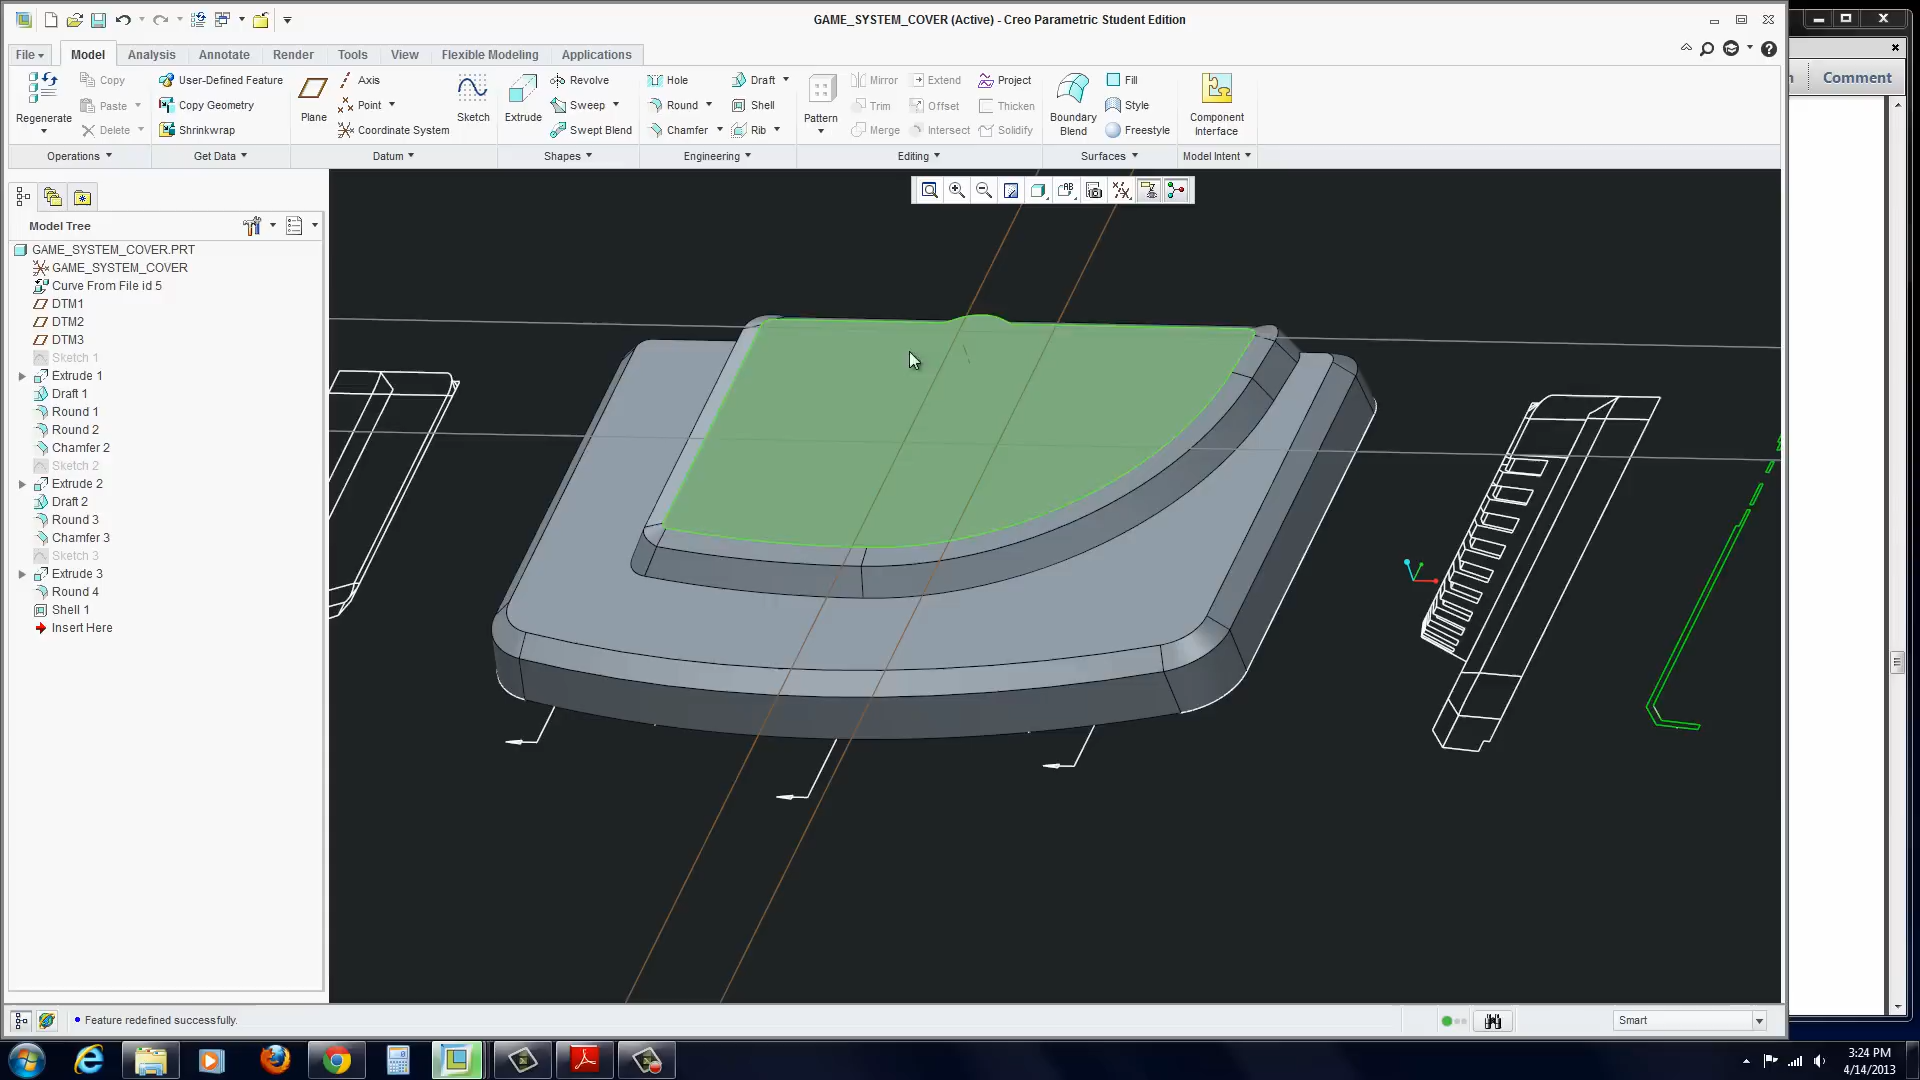 GAME_SYSTEM_COVER (Active) - Creo Parametric Student Edition
File Model Analysis Annotate Render Tools View Flexible Modeling Applications
Comment
Regenerate
Copy
Paste
Delete
User-Defined Feature
Copy Geometry
Shrinkwrap
Plane
Axis
Point
Coordinate System
Sketch
Extrude
Revolve
Sweep
Swept Blend
Hole
Round
Chamfer
Draft
Shell
Rib
Pattern
Mirror
Trim
Merge
Extend
Offset
Intersect
Project
Thicken
Solidify
Boundary
Blend
Fill
Style
Freestyle
Component
Interface
Operations Get Data Datum Shapes Engineering Editing Surfaces Model Intent
Model Tree
GAME_SYSTEM_COVER.PRT
GAME_SYSTEM_COVER
Curve From File id 5
DTM1
DTM2
DTM3
Sketch 1
Extrude 1
Draft 1
Round 1
Round 2
Chamfer 2
Sketch 2
Extrude 2
Draft 2
Round 3
Chamfer 3
Sketch 3
Extrude 3
Round 4
Shell 1
Insert Here
Feature redefined successfully.
Smart
3:24 PM
4/14/2013